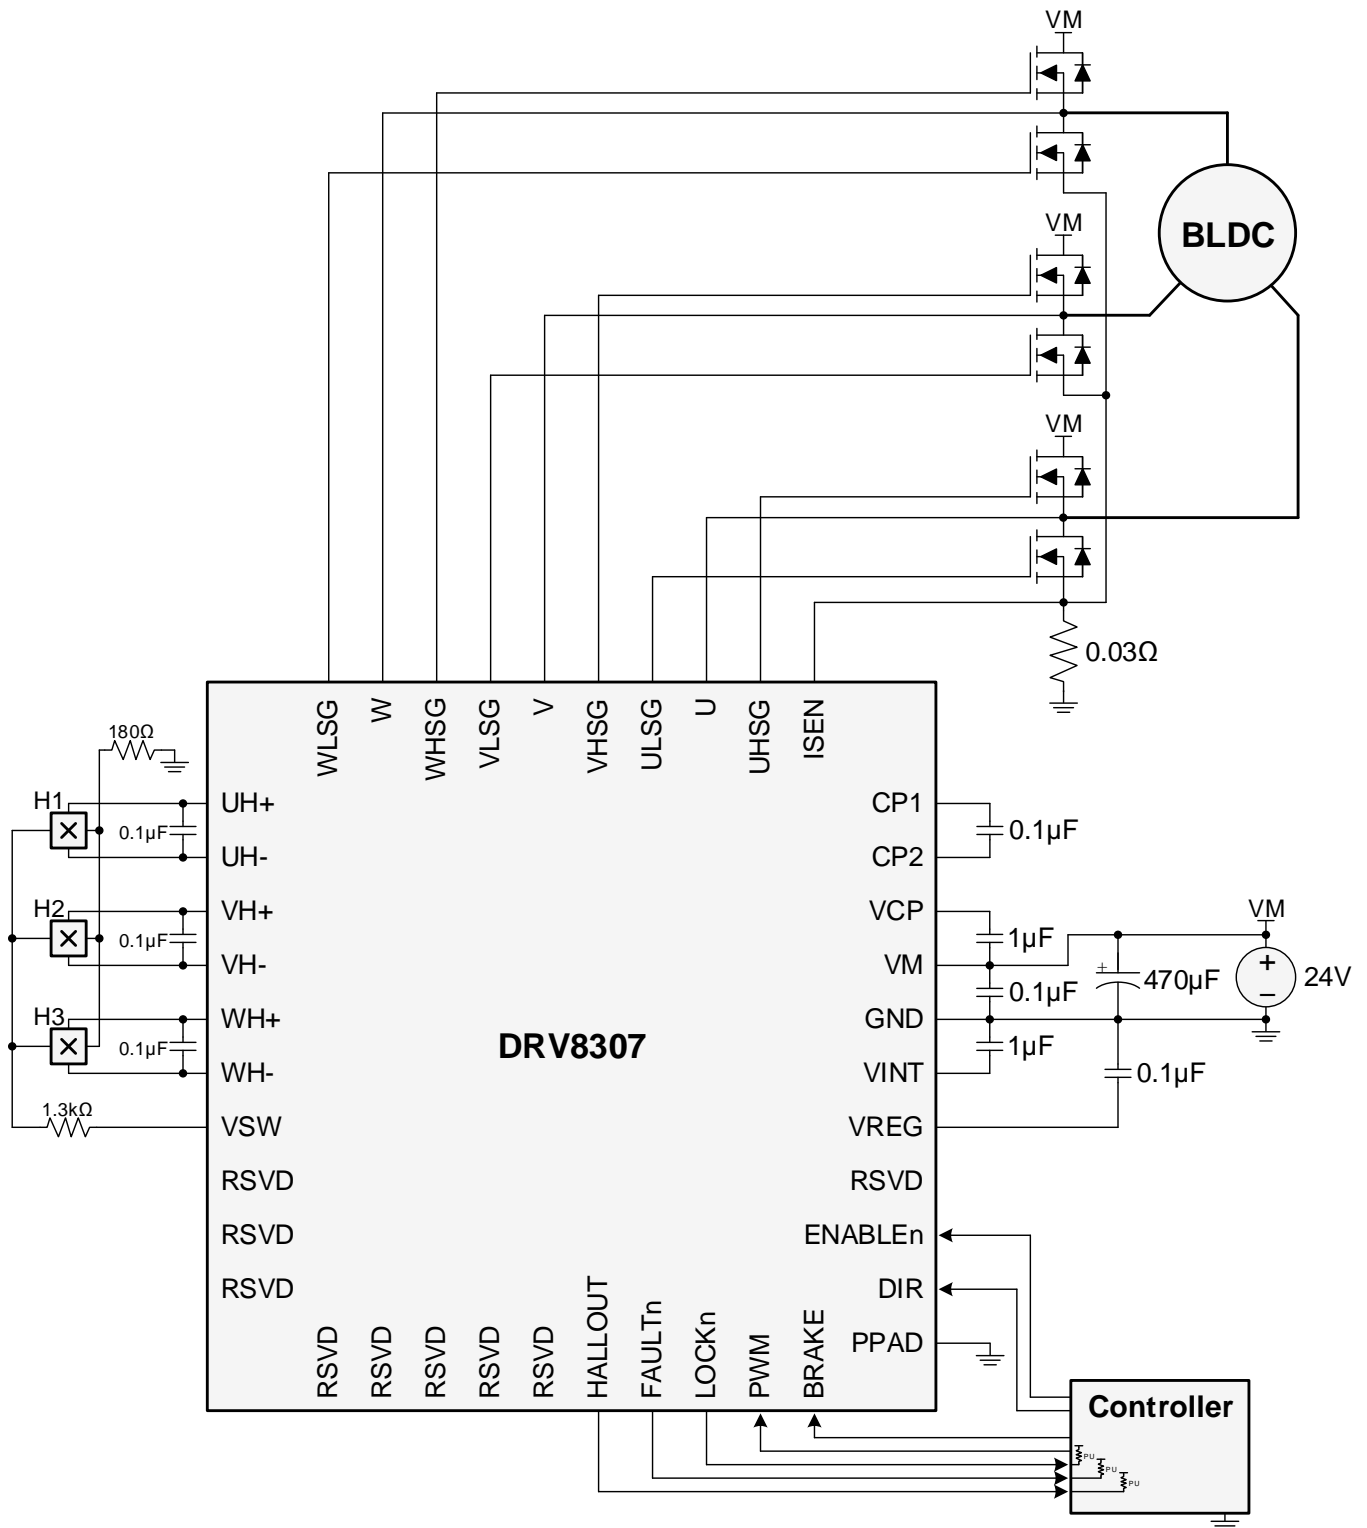 VM
BLDC
VM
VM
0.03Ω
WLSG
W
WHSG
VLSG
V
VHSG
ULSG
U
UHSG
ISEN
180Ω
H1
0.1µF
UH+
UH-
H2
0.1µF
VH+
VH-
H3
0.1µF
WH+
WH-
1.3kΩ
VSW
RSVD
RSVD
RSVD
DRV8307
CP1
0.1µF
CP2
VCP
1µF
VM
0.1µF
GND
1µF
VINT
VREG
RSVD
ENABLEn
DIR
PPAD
VM
470µF
+
+
−
24V
0.1µF
RSVD
RSVD
RSVD
RSVD
RSVD
HALLOUT
FAULTn
LOCKn
PWM
BRAKE
Controller
PU
PU
PU